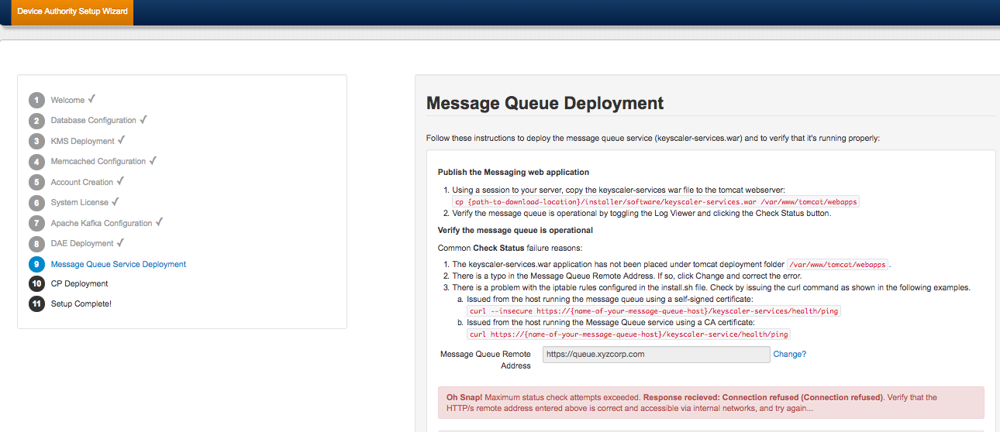 Device Authority Setup Wizard
1 Welcome ✓
2 Database Configuration ✓
3 KMS Deployment ✓
4 Memcached Configuration ✓
5 Account Creation ✓
6 System License ✓
7 Apache Kafka Configuration ✓
8 DAE Deployment ✓
9 Message Queue Service Deployment
10 CP Deployment
11 Setup Complete!
Message Queue Deployment
Follow these instructions to deploy the message queue service (keyscaler-services.war) and to verify that it's running properly:
Publish the Messaging web application
1. Using a session to your server, copy the keyscaler-services war file to the tomcat webserver:
cp {path-to-download-location}/installer/software/keyscaler-services.war /var/www/tomcat/webapps
2. Verify the message queue is operational by toggling the Log Viewer and clicking the Check Status button.
Verify the message queue is operational
Common Check Status failure reasons:
1. The keyscaler-services.war application has not been placed under tomcat deployment folder /var/www/tomcat/webapps .
2. There is a typo in the Message Queue Remote Address. If so, click Change and correct the error.
3. There is a problem with the iptable rules configured in the install.sh file. Check by issuing the curl command as shown in the following examples.
a. Issued from the host running the message queue using a self-signed certificate:
curl --insecure https://{name-of-your-message-queue-host}/keyscaler-services/health/ping
b. Issued from the host running the Message Queue service using a CA certificate:
curl https://{name-of-your-message-queue-host}/keyscaler-service/health/ping
Message Queue Remote Address https://queue.xyzcorp.com Change?
Oh Snap! Maximum status check attempts exceeded. Response recieved: Connection refused (Connection refused). Verify that the
HTTP/s remote address entered above is correct and accessible via internal networks, and try again...